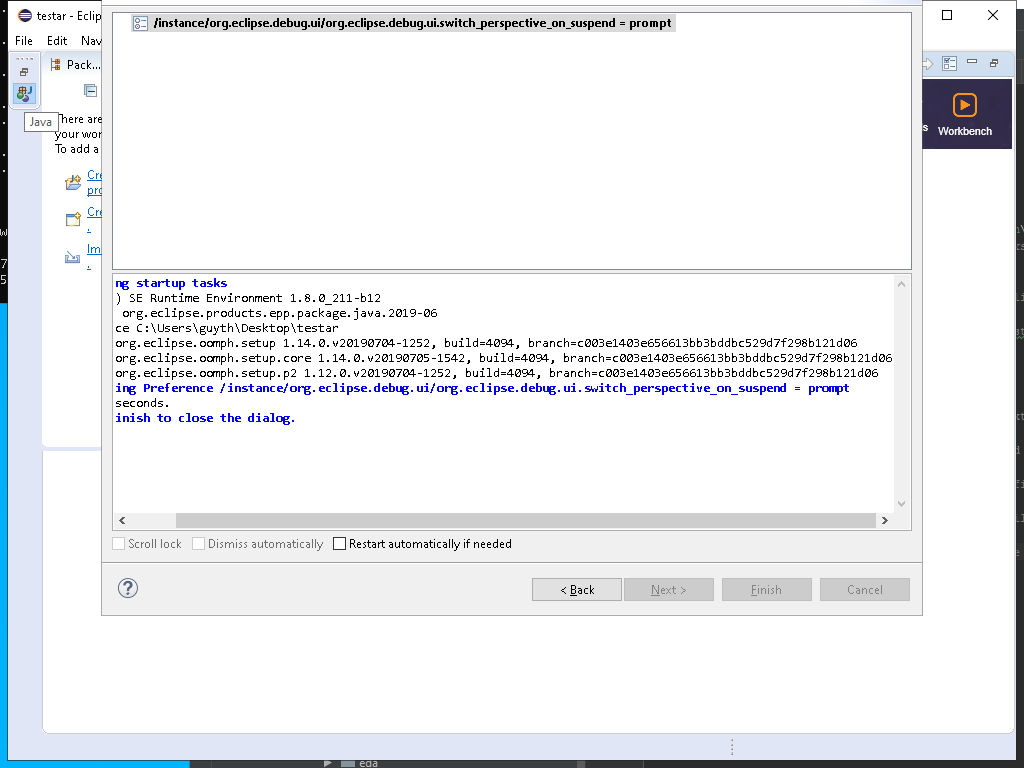 testar - Eclip
/instance/org.eclipse.debug.ui/org.eclipse.debug.ui.switch_perspective_on_suspend = prompt
File Edit Nav
Pack...
Java
There are
your wor
To add a
Cre
pro
Cre
.
Im
.
s Workbench
ng startup tasks
) SE Runtime Environment 1.8.0_211-b12
org.eclipse.products.epp.package.java.2019-06
ce C:\Users\guyth\Desktop\testar
org.eclipse.oomph.setup 1.14.0.v20190704-1252, build=4094, branch=c003e1403e656613bb3bddbc529d7f298b121d06
org.eclipse.oomph.setup.core 1.14.0.v20190705-1542, build=4094, branch=c003e1403e656613bb3bddbc529d7f298b121d06
org.eclipse.oomph.setup.p2 1.12.0.v20190704-1252, build=4094, branch=c003e1403e656613bb3bddbc529d7f298b121d06
ing Preference /instance/org.eclipse.debug.ui/org.eclipse.debug.ui.switch_perspective_on_suspend = prompt
seconds.
inish to close the dialog.
Scroll lock Dismiss automatically Restart automatically if needed
? < Back Next > Finish Cancel
eda